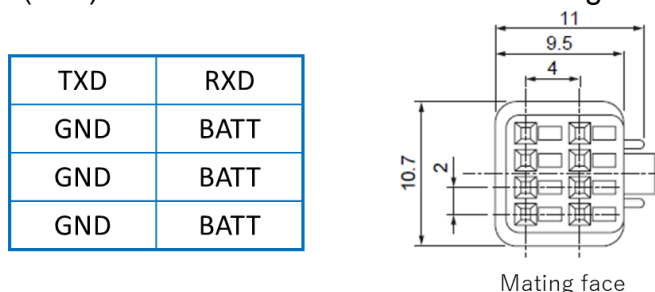 11
9.5
4
TXD RXD
GND BATT
GND BATT
GND BATT
10.7
2
Mating face